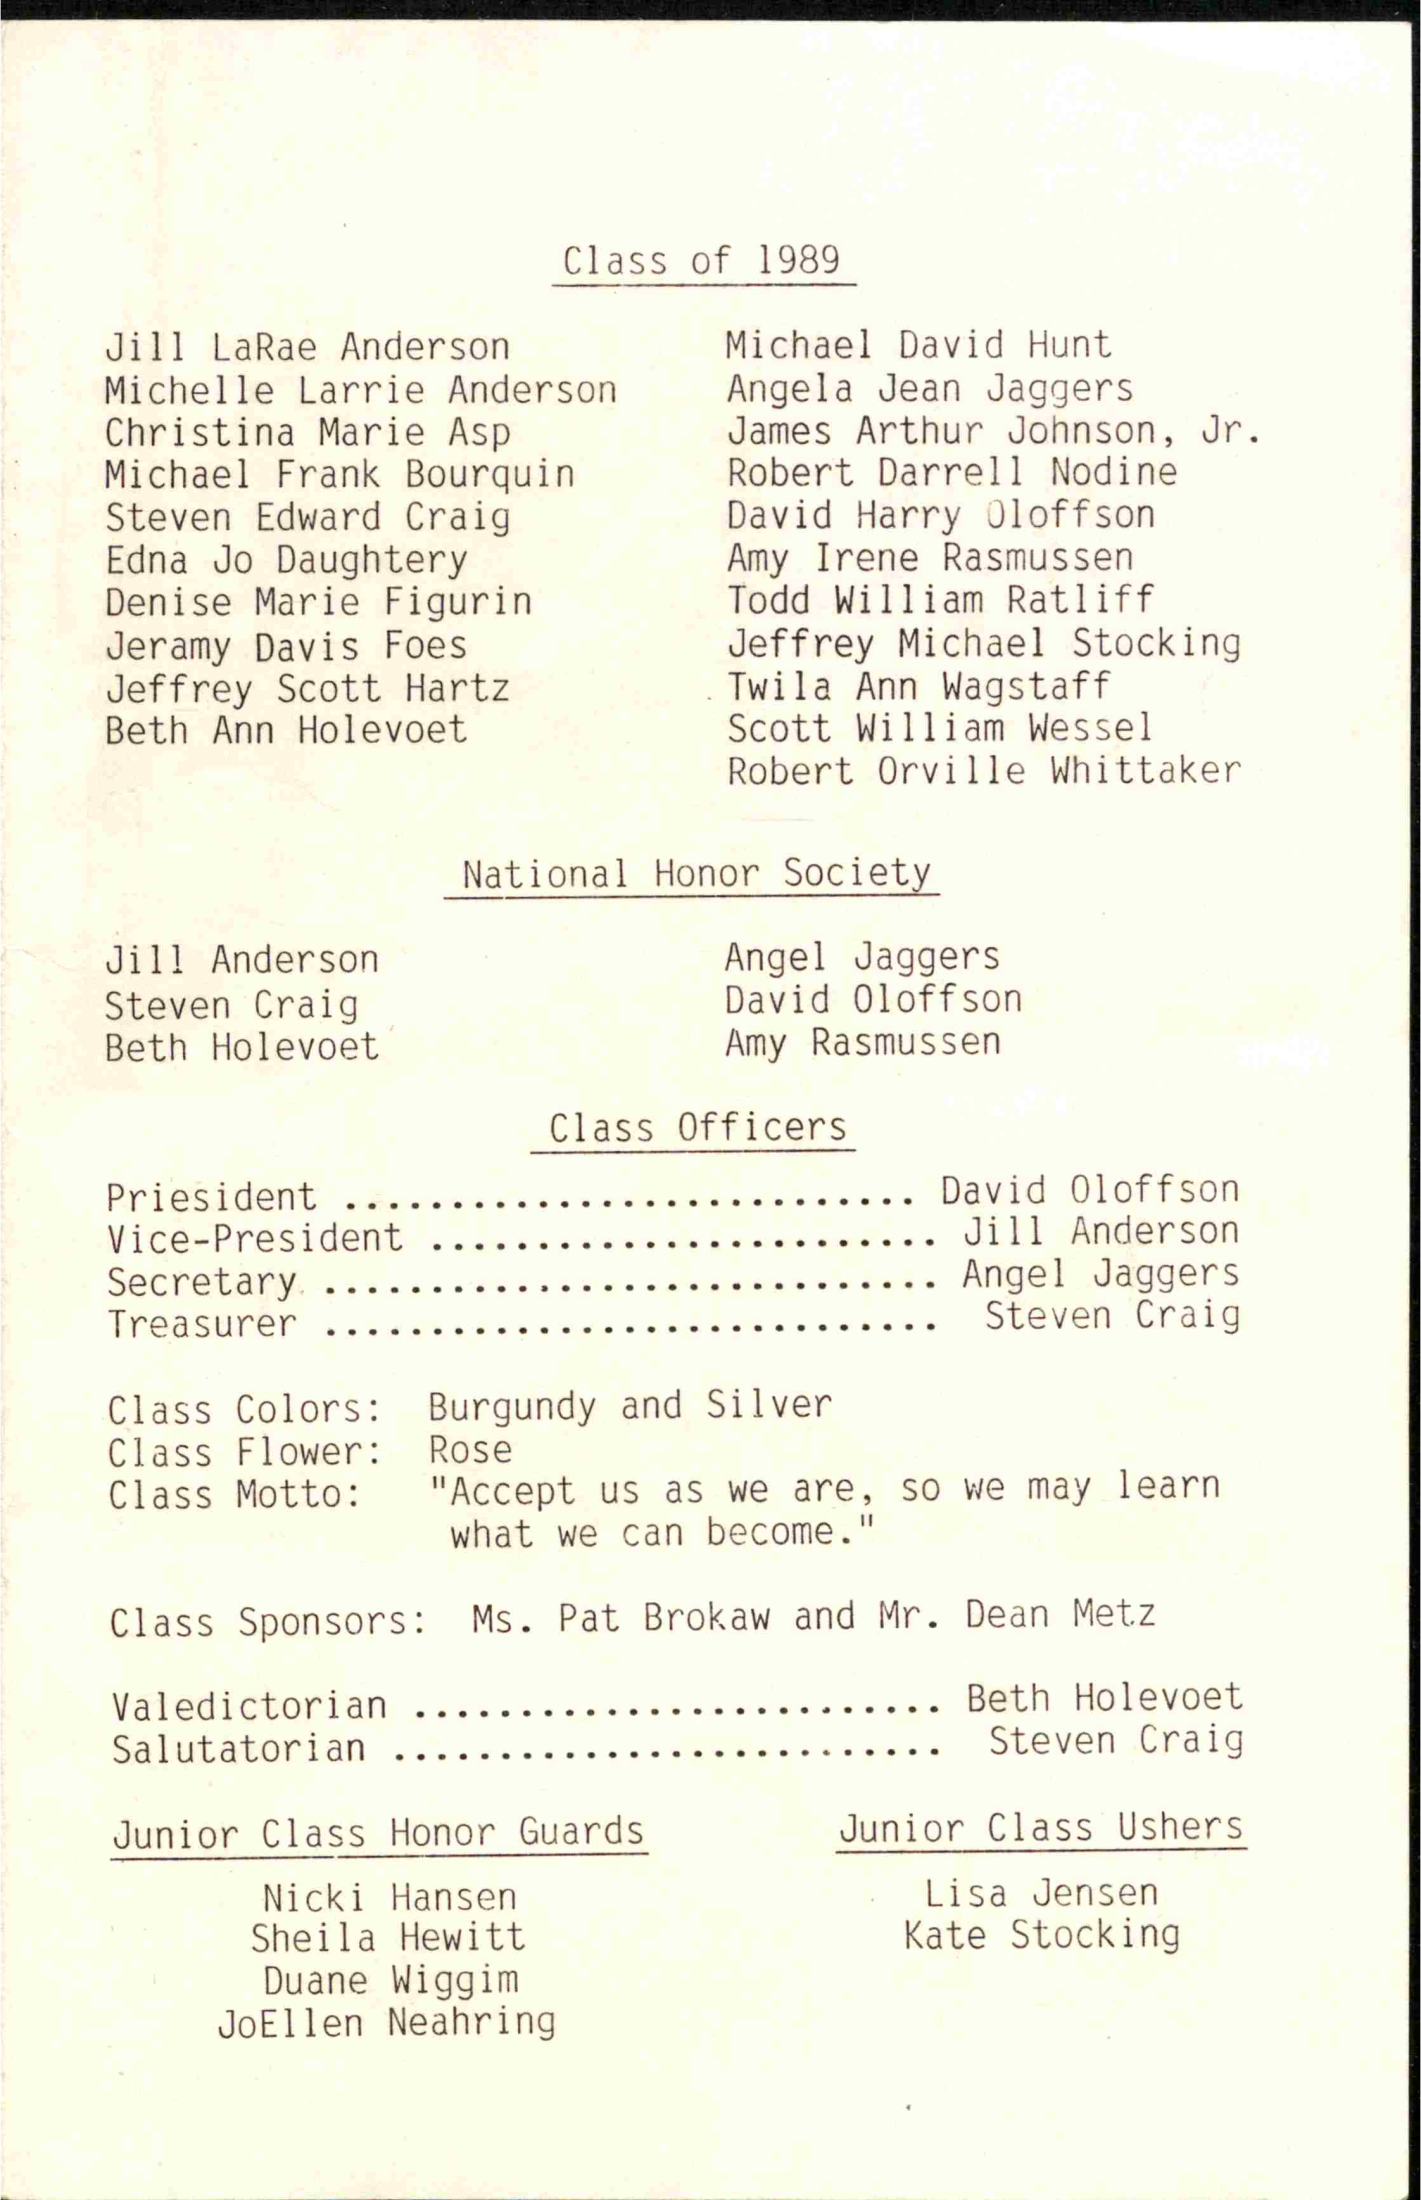 Class of 1989
Jill LaRae Anderson
Michelle Larrie Anderson
Christina Marie Asp
Michael Frank Bourquin
Steven Edward Craig
Edna Jo Daughtery
Denise Marie Figurin
Jeramy Davis Foes
Jeffrey Scott Hartz
Beth Ann Holevoet
Michael David Hunt
Angela Jean Jaggers
James Arthur Johnson, Jr.
Robert Darrell Nodine
David Harry Oloffson
Amy Irene Rasmussen
Todd William Ratliff
Jeffrey Michael Stocking
Twila Ann Wagstaff
Scott William Wessel
Robert Orville Whittaker
National Honor Society
Jill Anderson
Steven Craig
Beth Holevoet
Angel Jaggers
David Oloffson
Amy Rasmussen
Class Officers
Priesident ........................... David Oloffson
Vice-President ........................ Jill Anderson
Secretary ............................. Angel Jaggers
Treasurer ............................. Steven Craig
Class Colors: Burgundy and Silver
Class Flower: Rose
Class Motto: "Accept us as we are, so we may learn
what we can become."
Class Sponsors: Ms. Pat Brokaw and Mr. Dean Metz
Valedictorian ......................... Beth Holevoet
Salutatorian .......................... Steven Craig
Junior Class Honor Guards
Nicki Hansen
Sheila Hewitt
Duane Wiggim
JoEllen Neahring
Junior Class Ushers
Lisa Jensen
Kate Stocking